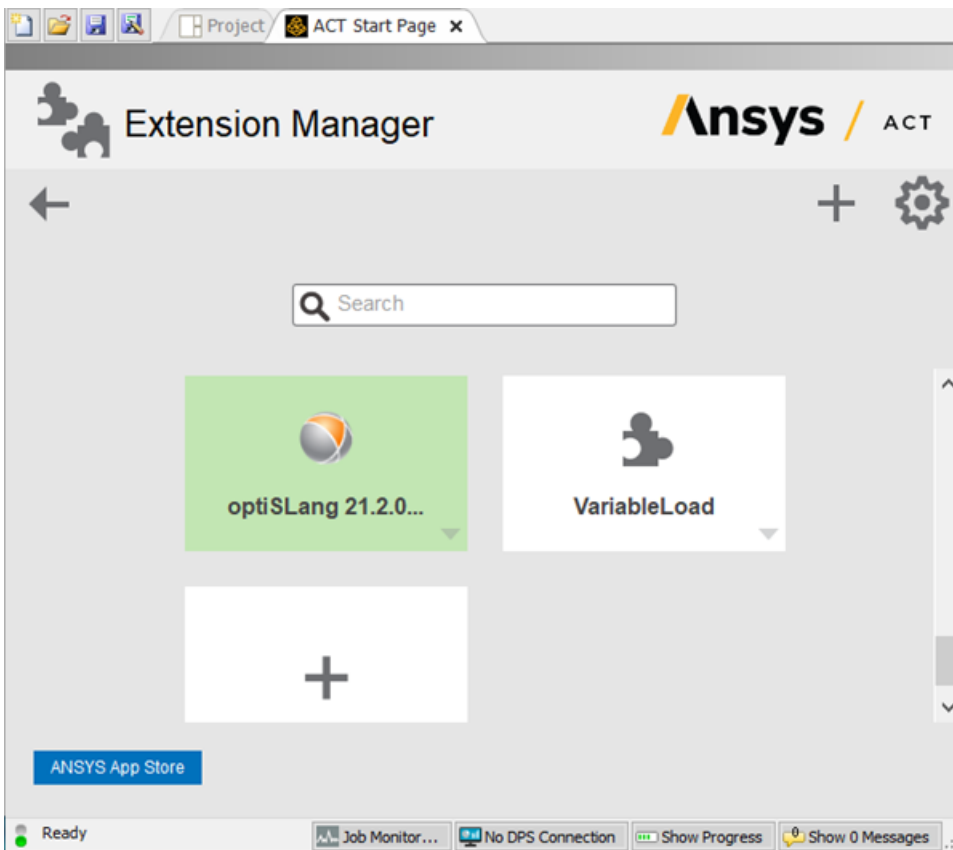 Project
ACT Start Page
Extension Manager
Ansys / ACT
Search
optiSLang 21.2.0...
VariableLoad
ANSYS App Store
Ready
Job Monitor...
No DPS Connection
Show Progress
0
Show 0 Messages